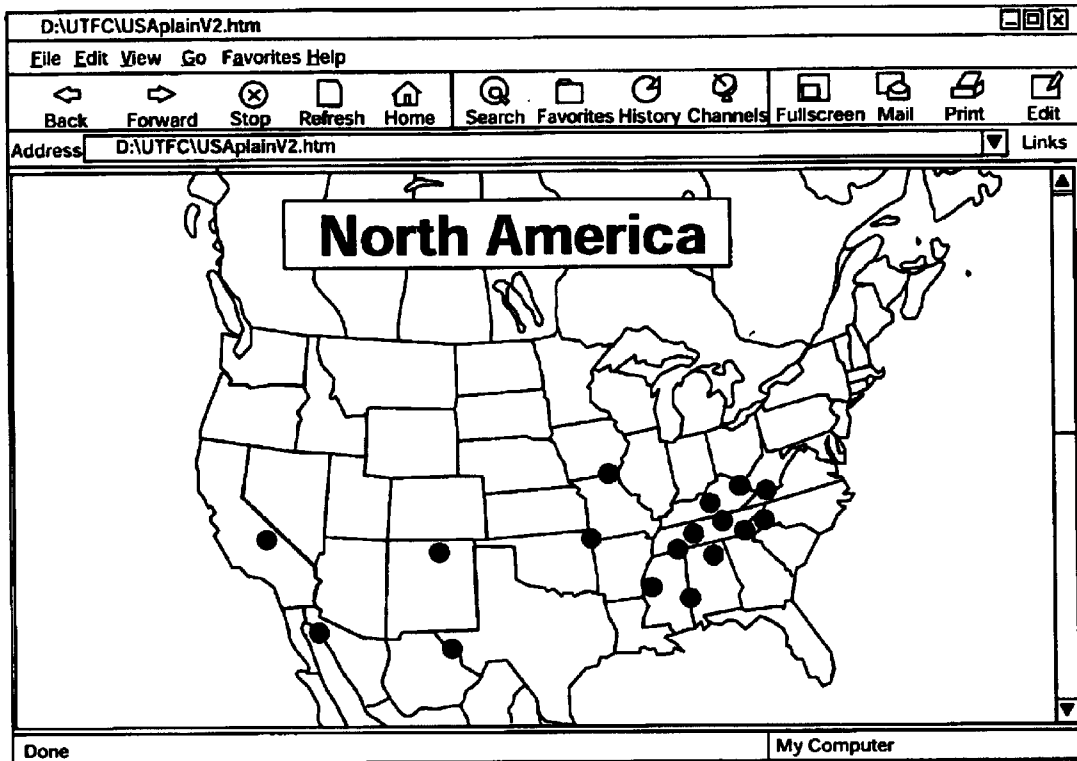 D:\UTFC\USAplainV2.htm
File Edit View Go Favorites Help
Back Forward Stop Refresh Home Search Favorites History Channels Fullscreen Mail Print Edit
Address D:\UTFC\USAplainV2.htm Links
North America
Done My Computer